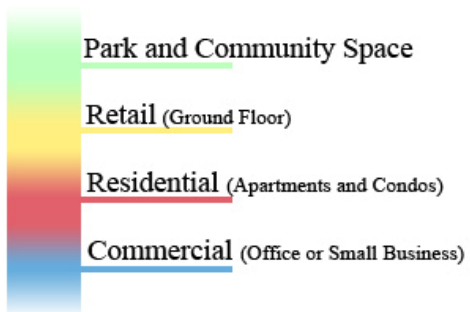 Park and Community Space
Retail (Ground Floor)
Residential (Apartments and Condos)
Commercial (Office or Small Business)